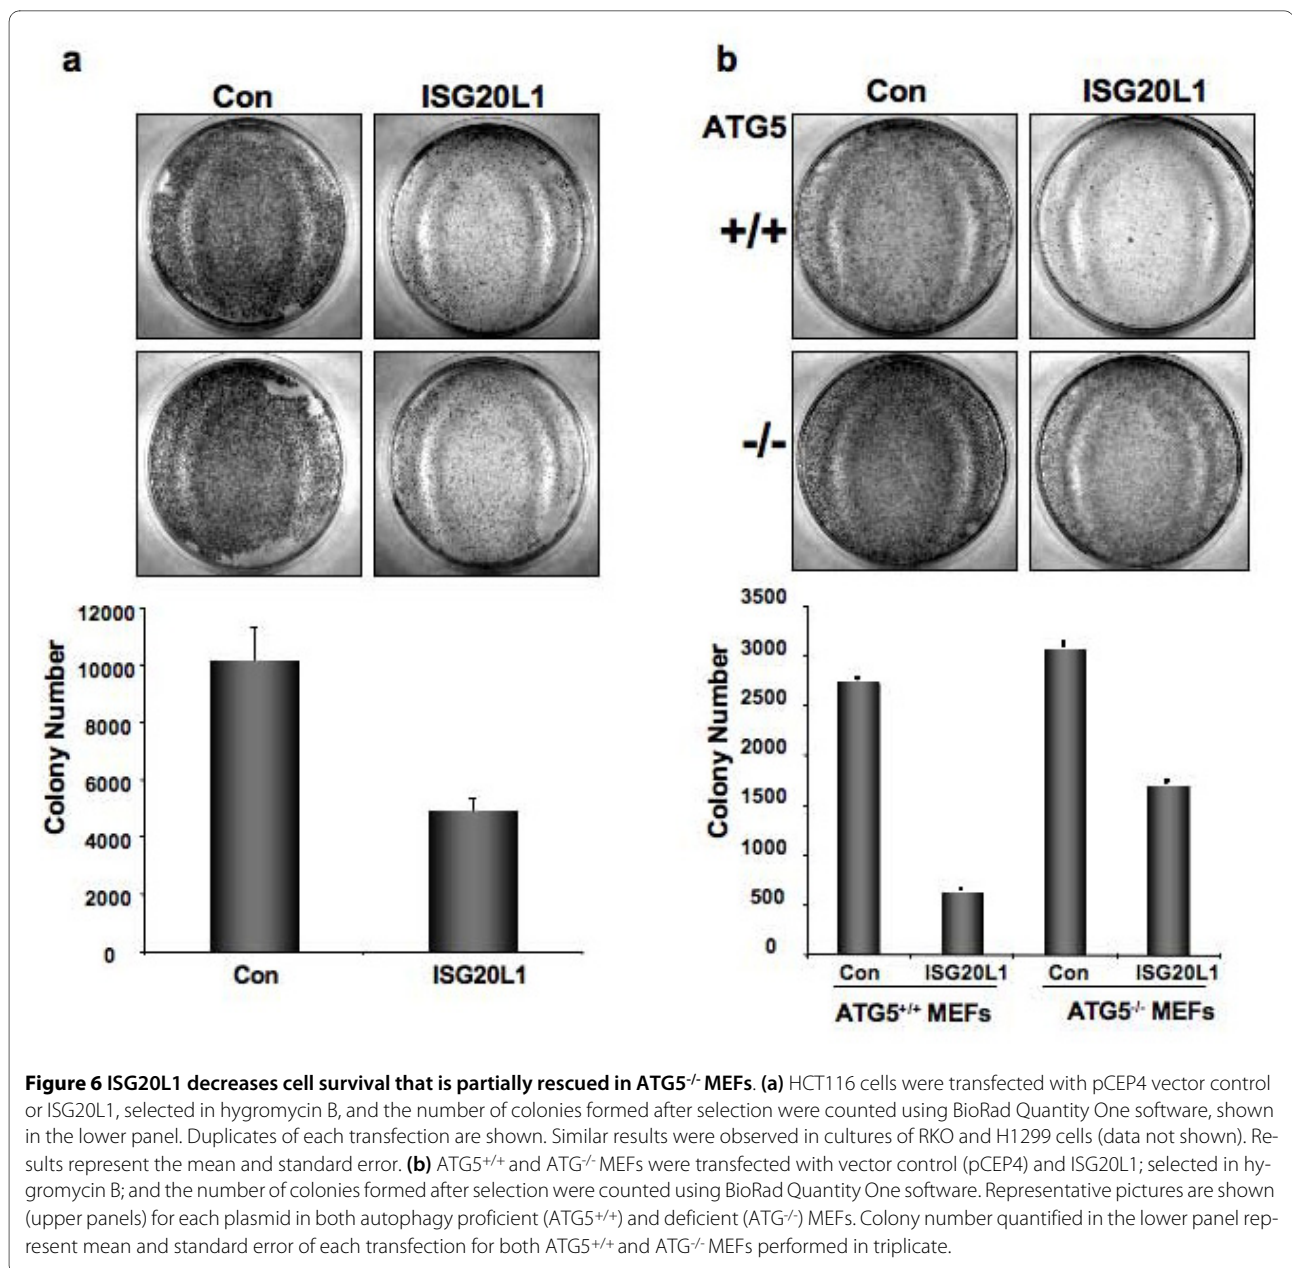 a
Con
ISG20L1
12000
10000
8000
6000
4000
2000
0
Colony Number
Con
ISG20L1
b
Con
ISG20L1
ATG5
+/+
-/-
3500
3000
2500
2000
1500
1000
500
0
Colony Number
Con
ISG20L1
Con
ISG20L1
ATG5+/+ MEFs
ATG5-/- MEFs
Figure 6 ISG20L1 decreases cell survival that is partially rescued in ATG5-/- MEFs. (a) HCT116 cells were transfected with pCEP4 vector control
or ISG20L1, selected in hygromycin B, and the number of colonies formed after selection were counted using BioRad Quantity One software, shown
in the lower panel. Duplicates of each transfection are shown. Similar results were observed in cultures of RKO and H1299 cells (data not shown). Re-
sults represent the mean and standard error. (b) ATG5+/+ and ATG-/- MEFs were transfected with vector control (pCEP4) and ISG20L1; selected in hy-
gromycin B; and the number of colonies formed after selection were counted using BioRad Quantity One software. Representative pictures are shown
(upper panels) for each plasmid in both autophagy proficient (ATG5+/+) and deficient (ATG-/-) MEFs. Colony number quantified in the lower panel rep-
resent mean and standard error of each transfection for both ATG5+/+ and ATG-/- MEFs performed in triplicate.